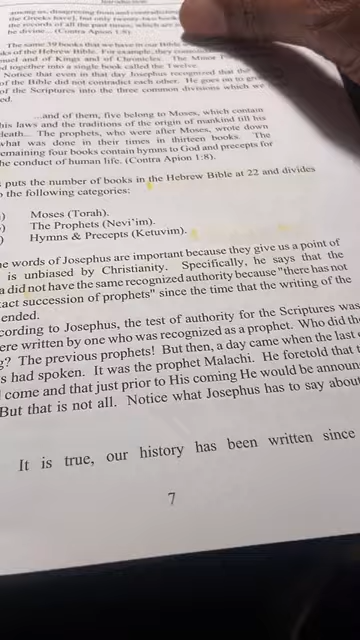 among us, disagreeing from and contradicting
the Greeks have], but only twenty-two books
the records of all the past times; which are
be divine... (Contra Apion 1:8).
The same 39 books that we have in our Bible
ks of the Hebrew Bible. For example, they
uel and of Kings and of Chronicles. The Minor
d together into a single book called the Twelve.
Notice that even in that day Josephus recognized that the
of the Bible did not contradict each other. He goes on to
of the Scriptures into the three common divisions which we
ed.
...and of them, five belong to Moses, which contain
his laws and the traditions of the origin of mankind till his
death... The prophets, who were after Moses, wrote down
what was done in their times in thirteen books. The
remaining four books contain hymns to God and precepts for
he conduct of human life. (Contra Apion 1:8).
puts the number of books in the Hebrew Bible at 22 and divides
o the following categories:
) Moses (Torah).
) The Prophets (Nevi'im).
) Hymns & Precepts (Ketuvim).
he words of Josephus are important because they give us a point of
is unbiased by Christianity. Specifically, he says that the
a did not have the same recognized authority because "there has not
act succession of prophets" since the time that the writing of the
ended.
cording to Josephus, the test of authority for the Scriptures was
ere written by one who was recognized as a prophet. Who did the
g? The previous prophets! But then, a day came when the last
s had spoken. It was the prophet Malachi. He foretold that
come and that just prior to His coming He would be announ
But that is not all. Notice what Josephus has to say abou
It is true, our history has been written since
7